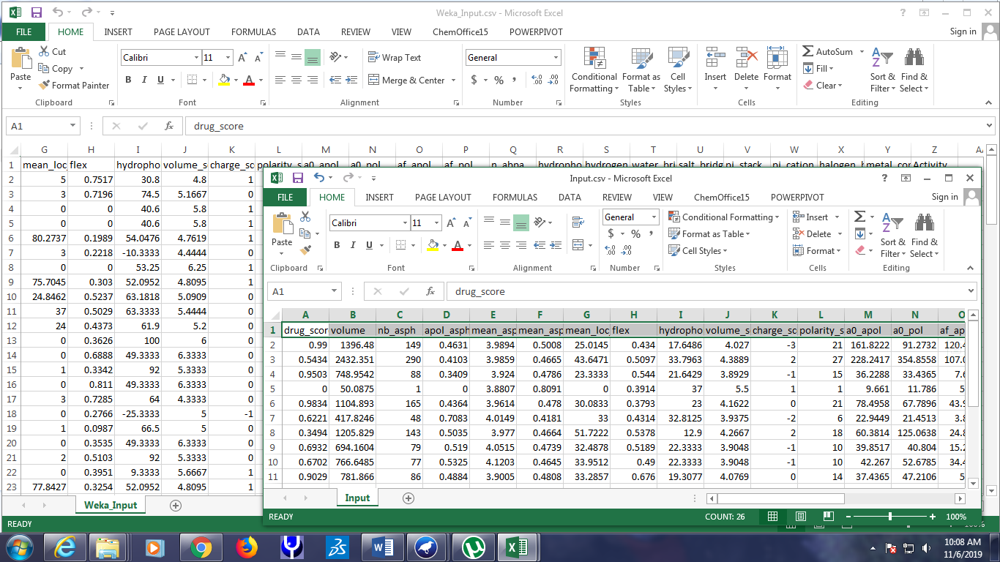 Weka_Input.csv - Microsoft Excel
FILE HOME INSERT PAGE LAYOUT FORMULAS DATA REVIEW VIEW ChemOffice15 POWERPIVOT Sign in
Paste Cut Copy Format Painter Clipboard
Calibri 11 B I U A Font
Wrap Text Merge & Center Alignment
General $ % , Number
Conditional Formatting Format as Table Cell Styles Styles
Insert Delete Format Cells
AutoSum Fill Clear Sort & Filter Find & Select Editing
A1 fx drug_score
G H I J K L M N O P Q R S T U V W X Y Z
1 mean_loc flex hydropho volume_s charge_sc polarity_s a0_apol a0_pol af_apol af_pol n_abpa hydropho hydrogen water_bri salt_bridg pi_stack pi_cation halogen_b metal_cor Activity
2 5 0.7517 30.8 4.8 1
3 3 0.7196 74.5 5.1667 0
4 0 0 40.6 5.8 1
5 0 0 40.6 5.8 1
6 80.2737 0.1989 54.0476 4.7619 1
7 3 0.2218 -10.3333 4.4444 0
8 0 0 53.25 6.25 1
9 75.7045 0.303 52.0952 4.8095 1
10 24.8462 0.5237 63.1818 5.0909 0
11 37 0.5029 63.3333 5.4444 0
12 24 0.4373 61.9 5.2 0
13 0 0.3626 100 6 0
14 0 0.6888 49.3333 6.3333 0
15 1 0.3342 92 5.3333 0
16 0 0.811 49.3333 6.3333 0
17 3 0.7285 64 4.3333 0
18 0 0.2766 -25.3333 5 -1
19 1 0.0987 66.5 5 0
20 0 0.3535 49.3333 6.3333 0
21 2 0.5103 92 5.3333 0
22 0 0.3951 9.3333 5.6667 1
23 77.8427 0.3254 52.0952 4.8095 1
Weka_Input
READY
Input.csv - Microsoft Excel
FILE HOME INSERT PAGE LAYOUT FORMULAS DATA REVIEW VIEW ChemOffice15 POWERPIVOT Sign in
Paste Clipboard
Calibri 11 B I U A Font
Alignment
General $ % , Number
Conditional Formatting Format as Table Cell Styles Styles
Insert Delete Format Cells
Sort & Filter Find & Select Editing
A1 fx drug_score
A B C D E F G H I J K L M N O
1 drug_scor volume nb_asph apol_asph mean_asp mean_asp mean_loc flex hydropho volume_s charge_sc polarity_s a0_apol a0_pol af_ap
2 0.99 1396.48 149 0.4631 3.9894 0.5008 25.0145 0.434 17.6486 4.027 -3 21 161.8222 91.2732 120.4
3 0.5434 2432.351 290 0.4103 3.9859 0.4665 43.6471 0.5097 33.7963 4.3889 2 27 228.2417 354.8558 107.0
4 0.9503 748.9542 88 0.3409 3.924 0.4786 23.3333 0.544 21.6429 3.8929 -1 15 36.2288 33.4365 7.6
5 0 50.0875 1 0 3.8807 0.8091 0 0.3914 37 5.5 1 1 9.661 11.786 5
6 0.9834 1104.893 165 0.4364 3.9614 0.478 30.0833 0.3793 23 4.1622 0 21 78.4958 67.7896 43.9
7 0.6221 417.8246 48 0.7083 4.0149 0.4181 33 0.4314 32.8125 3.9375 -2 6 22.9449 21.4513 3.8
8 0.3494 1205.829 143 0.5035 3.977 0.4664 51.7222 0.5378 12.9 4.2667 2 18 60.3814 125.0638 24.8
9 0.6932 694.1604 79 0.519 4.0515 0.4739 32.4878 0.5189 22.3333 3.9048 -1 10 39.8517 40.804 15.2
10 0.6702 766.6485 77 0.5325 4.1203 0.4645 33.9512 0.49 22.3333 3.9048 -1 10 42.267 52.6785 34.4
11 0.9029 781.866 86 0.4884 3.9005 0.4808 33.2857 0.676 19.3077 4.0769 0 14 37.4365 47.2106 5
Input
READY COUNT: 26 100%
10:08 AM
11/6/2019